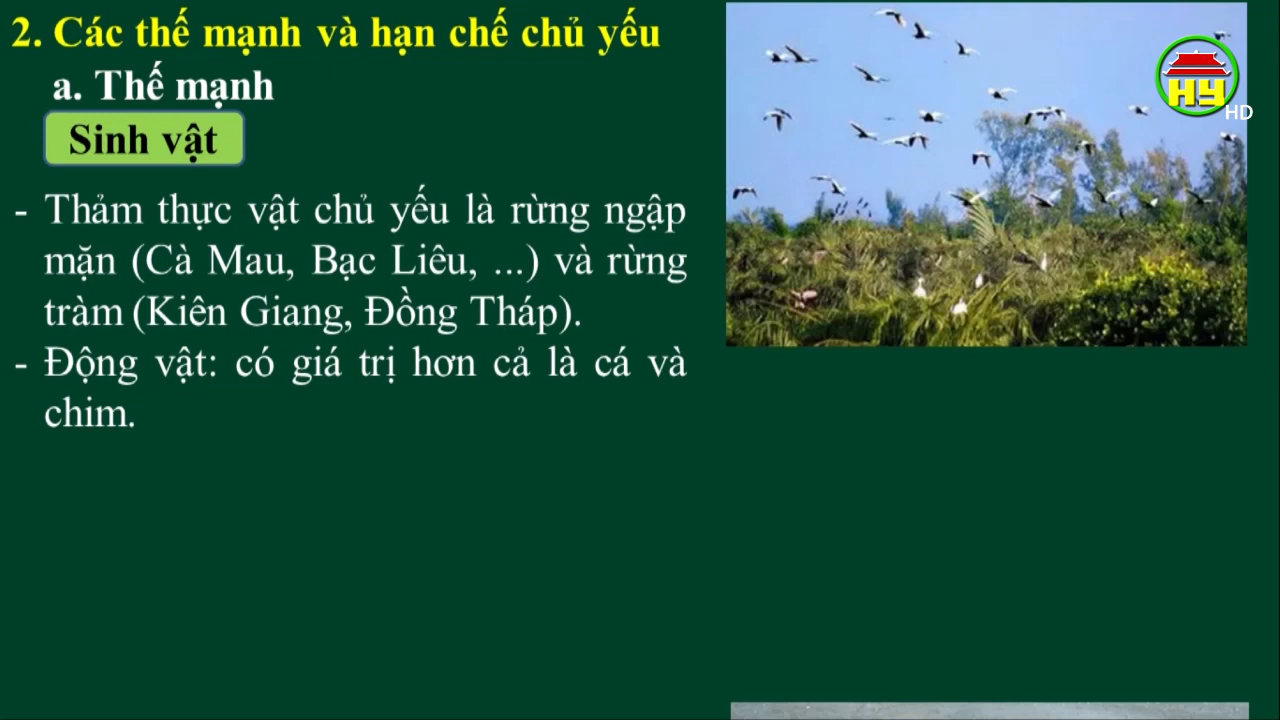 2. Các thế mạnh và hạn chế chủ yếu
a. Thế mạnh
Sinh vật
- Thảm thực vật chủ yếu là rừng ngập
mặn (Cà Mau, Bạc Liêu, ...) và rừng
tràm (Kiên Giang, Đồng Tháp).
- Động vật: có giá trị hơn cả là cá và
chim.
HY
HD